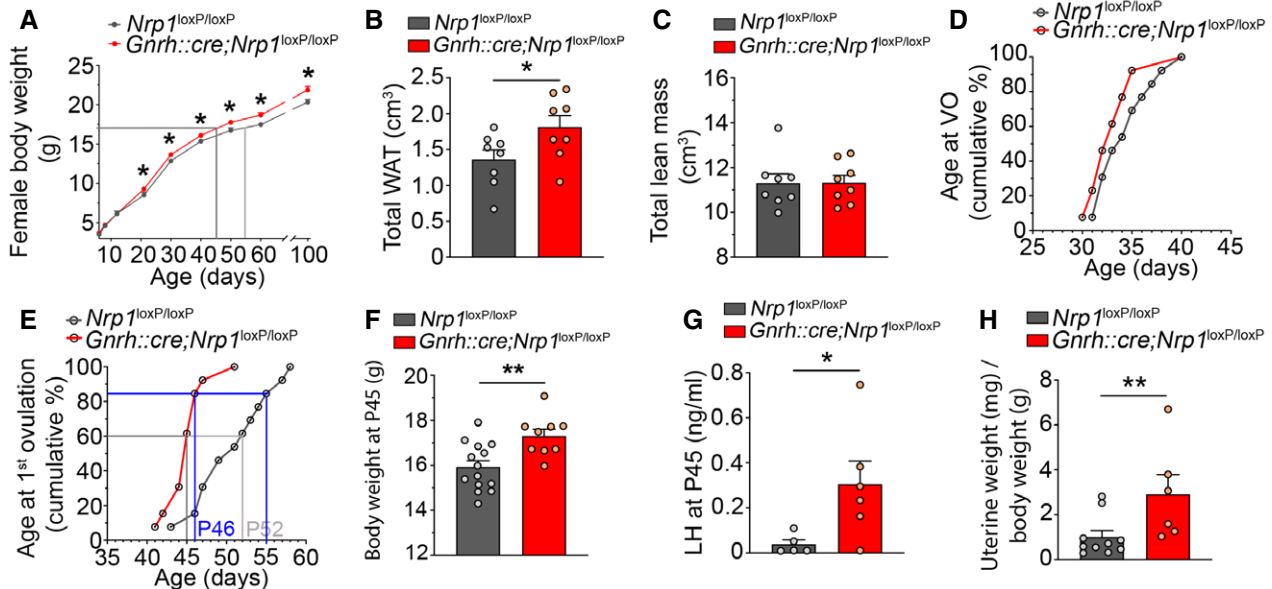 A
Nrp1loxP/loxP
Gnrh::cre;Nrp1loxP/loxP
Female body weight
(g)
25
20
15
10
5
*
*
*
*
*
*
10
20
30
40
50
60
100
Age (days)
B
Nrp1loxP/loxP
Gnrh::cre;Nrp1loxP/loxP
Total WAT (cm3)
2.5
2.0
1.5
1.0
0.5
0
*
C
Nrp1loxP/loxP
Gnrh::cre;Nrp1loxP/loxP
Total lean mass
(cm3)
16
14
12
10
8
D
Nrp1loxP/loxP
Gnrh::cre;Nrp1loxP/loxP
Age at VO
(cumulative %)
100
80
60
40
20
0
25
30
35
40
45
Age (days)
E
Nrp1loxP/loxP
Gnrh::cre;Nrp1loxP/loxP
Age at 1st ovulation
(cumulative %)
100
80
60
40
20
0
P46
P52
35
40
45
50
55
60
Age (days)
F
Nrp1loxP/loxP
Gnrh::cre;Nrp1loxP/loxP
Body weight at P45 (g)
20
18
16
14
12
**
G
Nrp1loxP/loxP
Gnrh::cre;Nrp1loxP/loxP
LH at P45 (ng/ml)
0.8
0.6
0.4
0.2
0
*
H
Nrp1loxP/loxP
Gnrh::cre;Nrp1loxP/loxP
Uterine weight (mg) /
body weight (g)
8
6
4
2
0
**